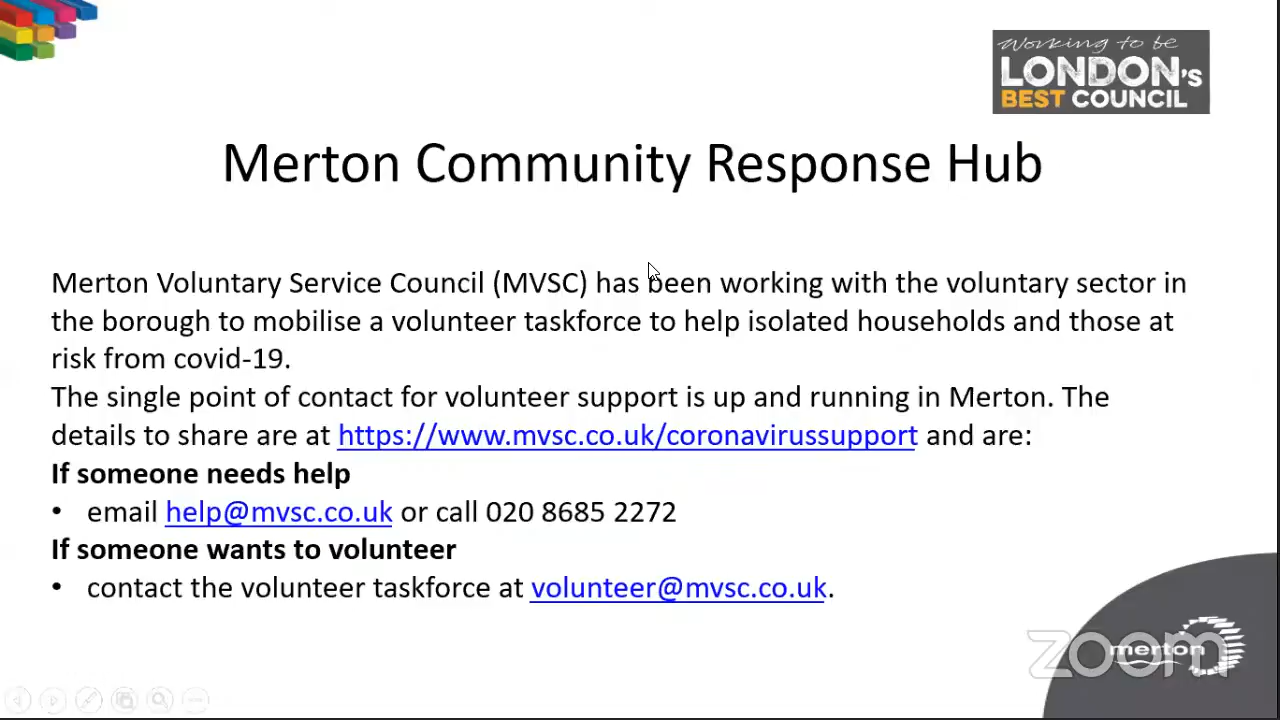 Working to be
LONDON's
BEST COUNCIL
Merton Community Response Hub
Merton Voluntary Service Council (MVSC) has been working with the voluntary sector in
the borough to mobilise a volunteer taskforce to help isolated households and those at
risk from covid-19.
The single point of contact for volunteer support is up and running in Merton. The
details to share are at https://www.mvsc.co.uk/coronavirussupport and are:
If someone needs help
• email help@mvsc.co.uk or call 020 8685 2272
If someone wants to volunteer
• contact the volunteer taskforce at volunteer@mvsc.co.uk.
zoom
merton